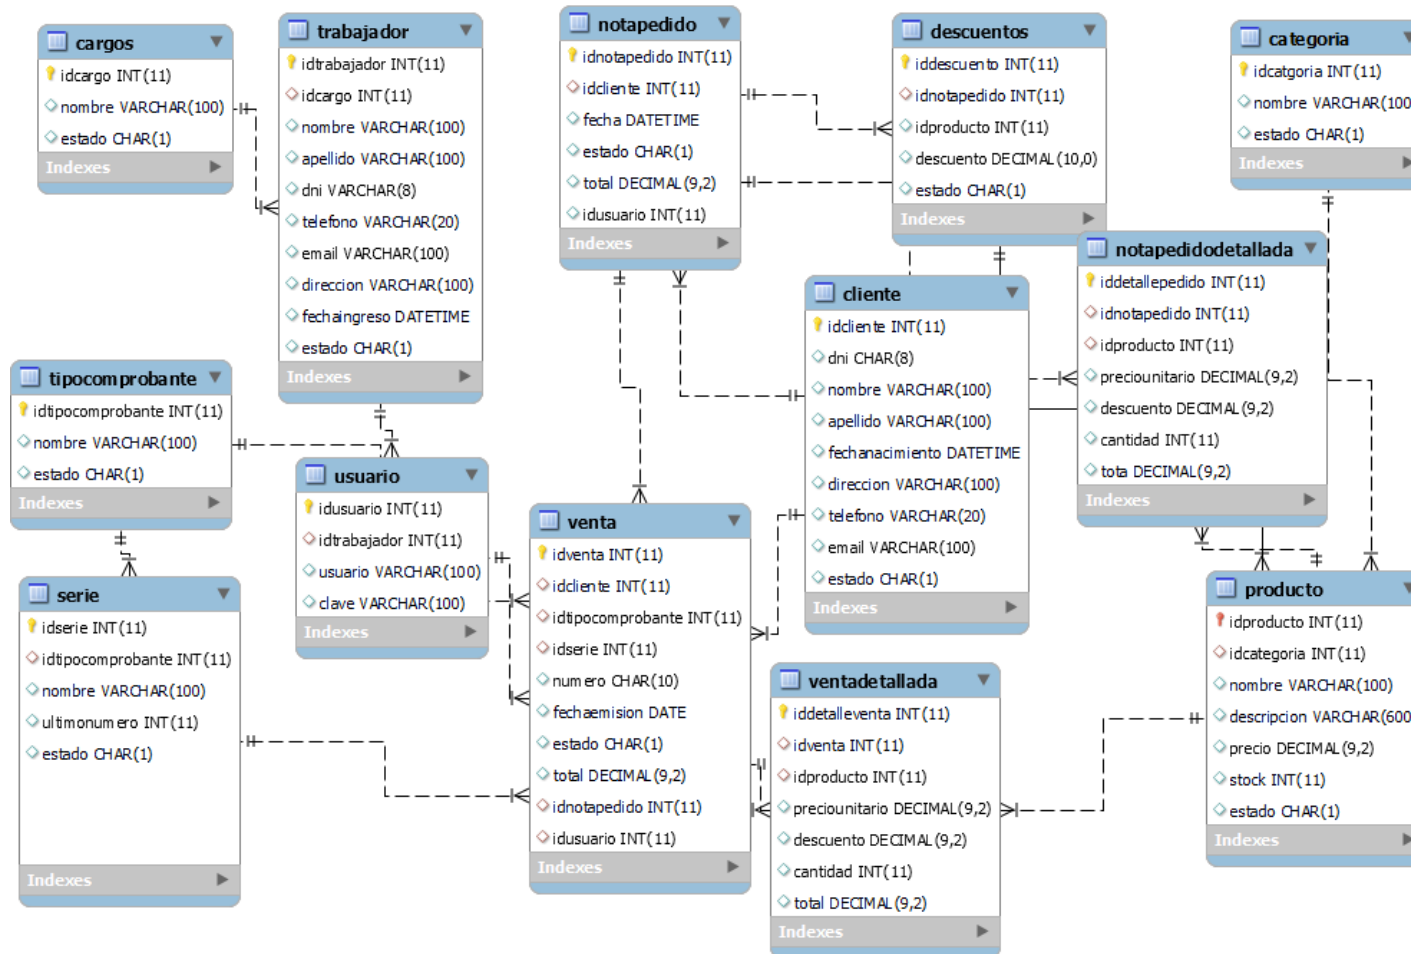 cargos
idcargo INT(11)
nombre VARCHAR(100)
estado CHAR(1)
Indexes
trabajador
idtrabajador INT(11)
idcargo INT(11)
nombre VARCHAR(100)
apellido VARCHAR(100)
dni VARCHAR(8)
telefono VARCHAR(20)
email VARCHAR(100)
direccion VARCHAR(100)
fechaingreso DATETIME
estado CHAR(1)
Indexes
notapedido
idnotapedido INT(11)
idcliente INT(11)
fecha DATETIME
estado CHAR(1)
total DECIMAL(9,2)
idusuario INT(11)
Indexes
descuentos
iddescuento INT(11)
idnotapedido INT(11)
idproducto INT(11)
descuento DECIMAL(10,0)
estado CHAR(1)
Indexes
categoria
idcatgoria INT(11)
nombre VARCHAR(100
estado CHAR(1)
Indexes
notapedidodetallada
iddetallepedido INT(11)
idnotapedido INT(11)
idproducto INT(11)
preciounitario DECIMAL(9,2)
descuento DECIMAL(9,2)
cantidad INT(11)
tota DECIMAL(9,2)
Indexes
cliente
idcliente INT(11)
dni CHAR(8)
nombre VARCHAR(100)
apellido VARCHAR(100)
fechanacimiento DATETIME
direccion VARCHAR(100)
telefono VARCHAR(20)
email VARCHAR(100)
estado CHAR(1)
Indexes
tipocomprobante
idtipocomprobante INT(11)
nombre VARCHAR(100)
estado CHAR(1)
Indexes
usuario
idusuario INT(11)
idtrabajador INT(11)
usuario VARCHAR(100)
clave VARCHAR(100)
Indexes
venta
idventa INT(11)
idcliente INT(11)
idtipocomprobante INT(11)
idserie INT(11)
numero CHAR(10)
fechaemision DATE
estado CHAR(1)
total DECIMAL(9,2)
idnotapedido INT(11)
idusuario INT(11)
Indexes
serie
idserie INT(11)
idtipocomprobante INT(11)
nombre VARCHAR(100)
ultimonumero INT(11)
estado CHAR(1)
Indexes
ventadetallada
iddetalleventa INT(11)
idventa INT(11)
idproducto INT(11)
preciounitario DECIMAL(9,2)
descuento DECIMAL(9,2)
cantidad INT(11)
total DECIMAL(9,2)
Indexes
producto
idproducto INT(11)
idcategoria INT(11)
nombre VARCHAR(100)
descripcion VARCHAR(600
precio DECIMAL(9,2)
stock INT(11)
estado CHAR(1)
Indexes